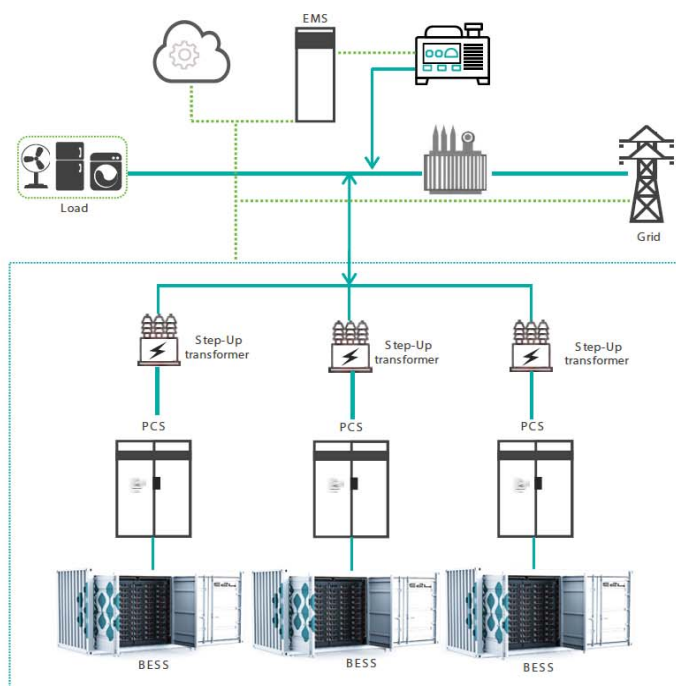 EMS
Load
Grid
Step-Up
transformer
Step-Up
transformer
Step-Up
transformer
PCS
PCS
PCS
BESS
BESS
BESS